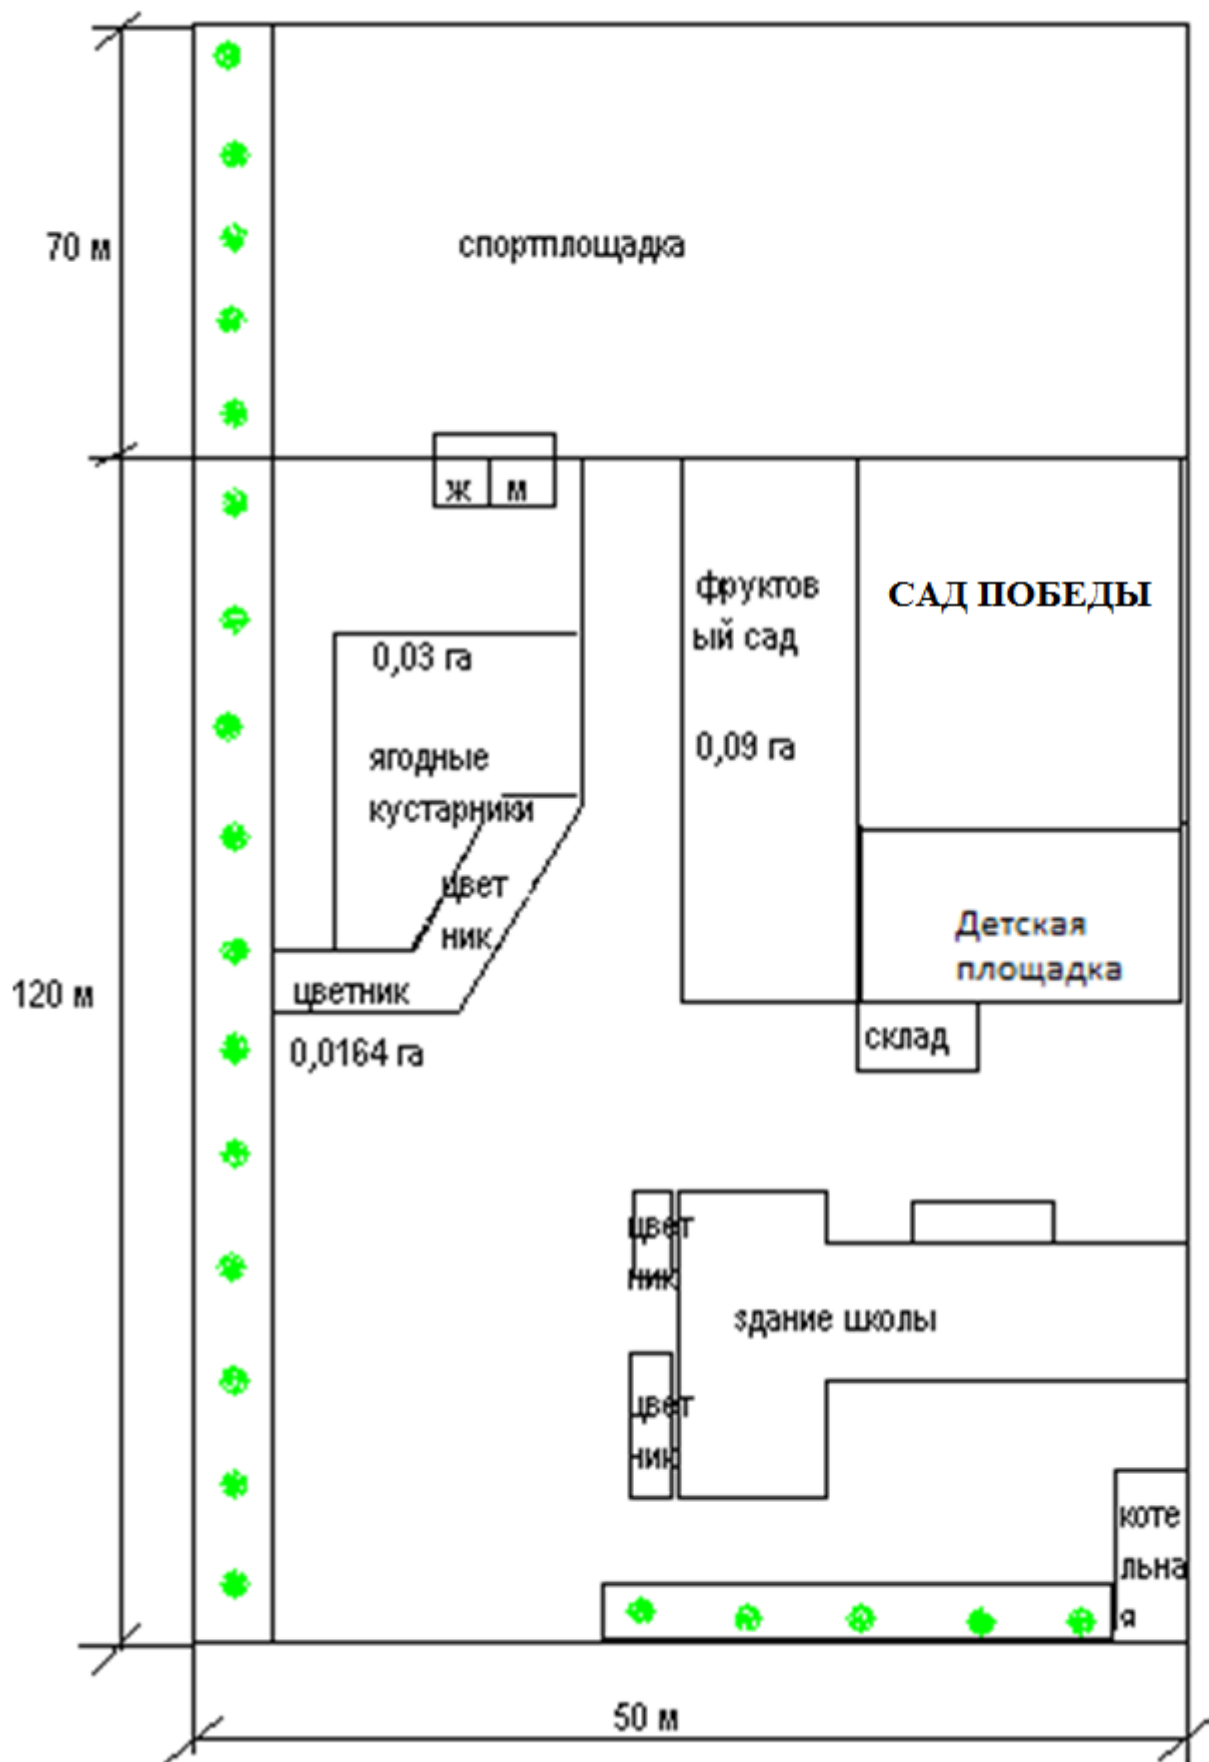 70 м
спортплощадка
ж м
фруктов
ый сад
0,09 га
САД ПОБЕДЫ
0,03 га
ягодные
кустарники
цвет
ник
цветник
0,0164 га
120 м
Детская
площадка
склад
цвет
ник
здание школы
цвет
ник
коте
льна
я
50 м